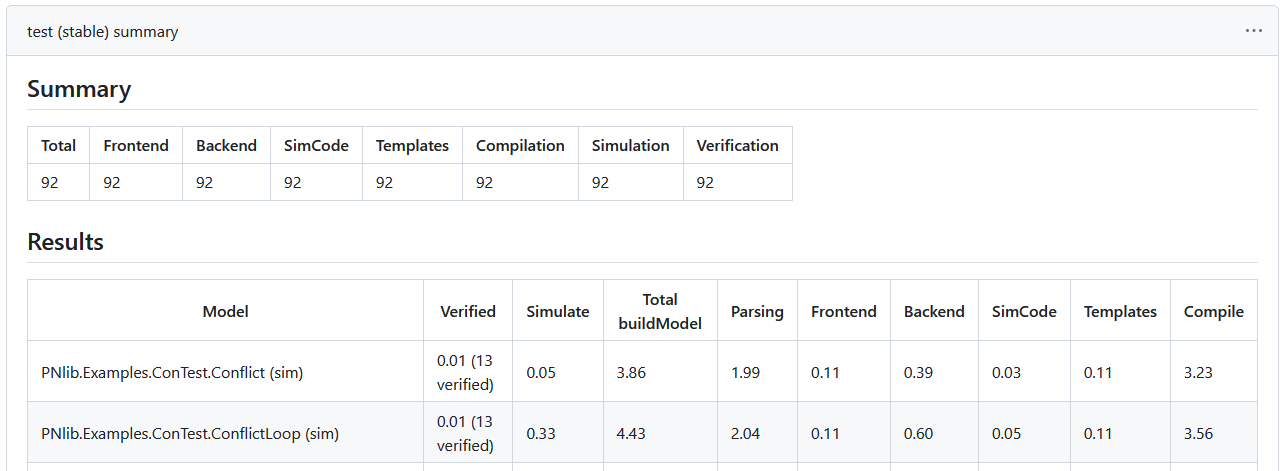 test (stable) summary
Summary
Total Frontend Backend SimCode Templates Compilation Simulation Verification
92 92 92 92 92 92 92 92
Results
Model Verified Simulate Total buildModel Parsing Frontend Backend SimCode Templates Compile
PNlib.Examples.ConTest.Conflict (sim) 0.01 (13 verified) 0.05 3.86 1.99 0.11 0.39 0.03 0.11 3.23
PNlib.Examples.ConTest.ConflictLoop (sim) 0.01 (13 verified) 0.33 4.43 2.04 0.11 0.60 0.05 0.11 3.56